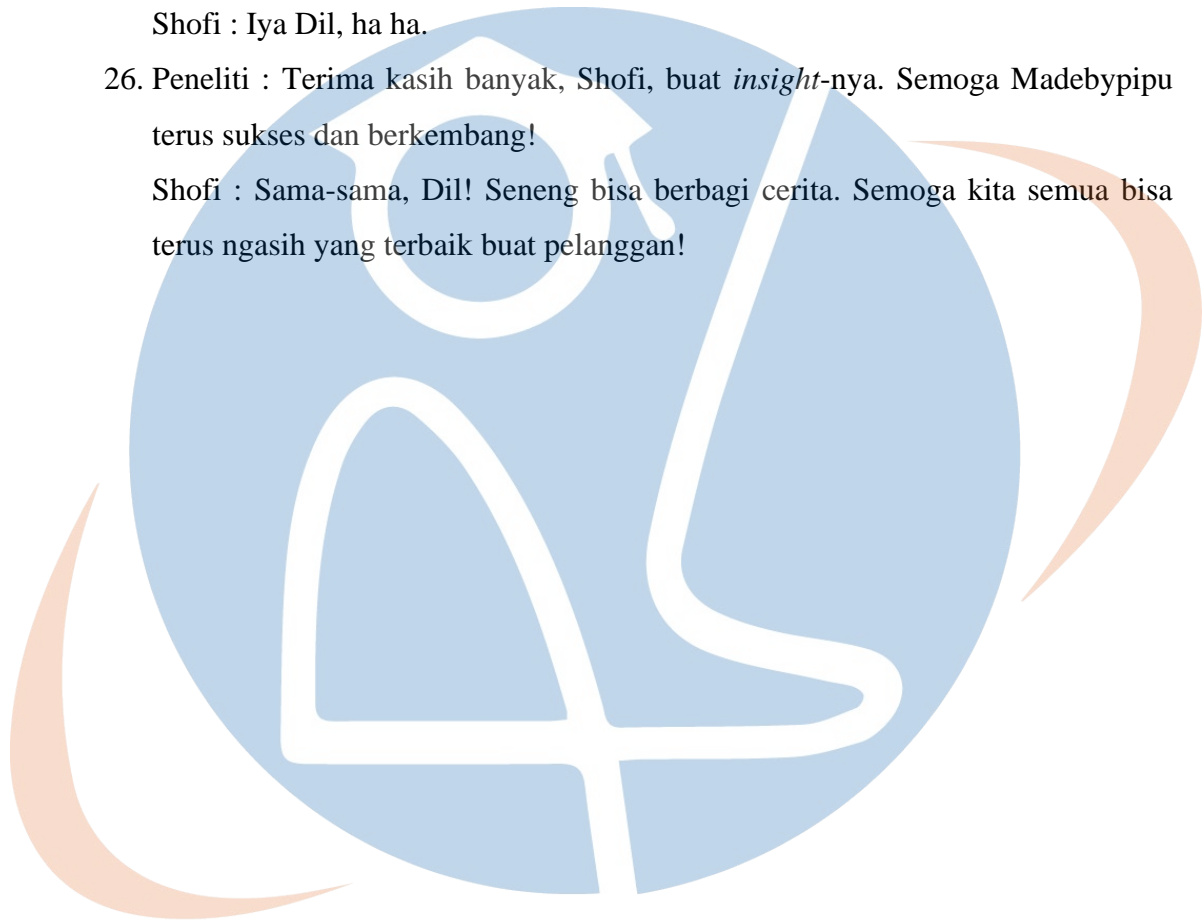 Shofi : Iya Dil, ha ha.
26. Peneliti : Terima kasih banyak, Shofi, buat insight-nya. Semoga Madebypipu
terus sukses dan berkembang!
Shofi : Sama-sama, Dil! Seneng bisa berbagi cerita. Semoga kita semua bisa
terus ngasih yang terbaik buat pelanggan!